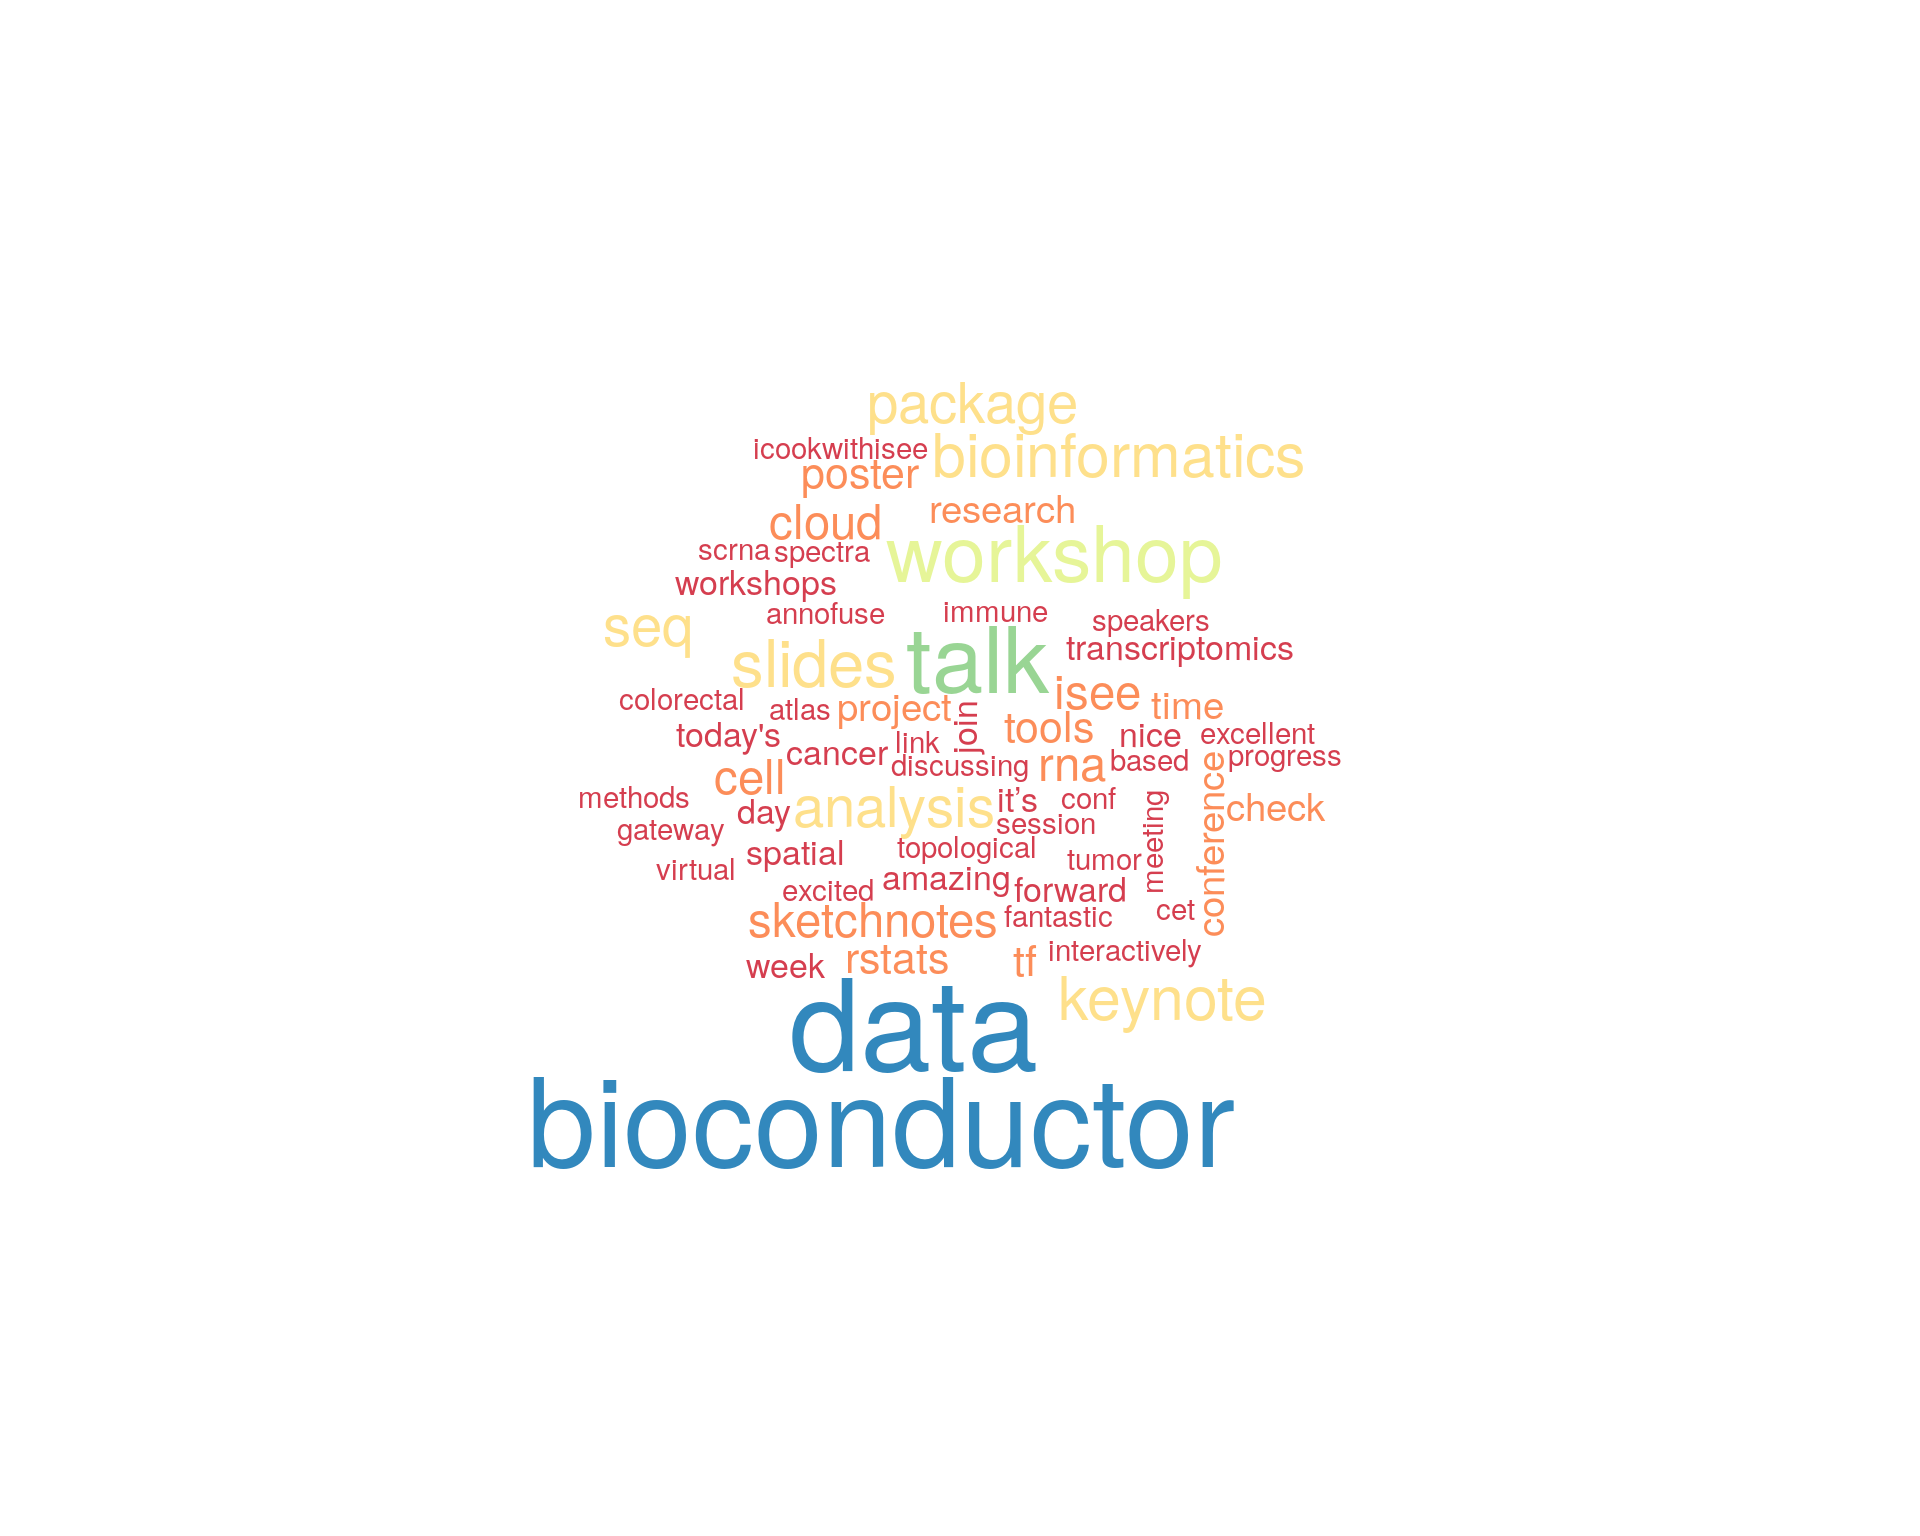 package
icookwithisee
bioinformatics
poster
cloud
research
scrna
spectra
workshop
workshops
annofuse
immune
speakers
seq
slides
talk
transcriptomics
colorectal
atlas
project
join
isee
time
tools
today's
cancer
link
nice
excellent
discussing
rna
based
progress
cell
methods
day
analysis
it’s
conf
meeting
conference
check
gateway
session
spatial
topological
tumor
virtual
excited
amazing
forward
sketchnotes
fantastic
cet
week
rstats
tf
interactively
data
keynote
bioconductor